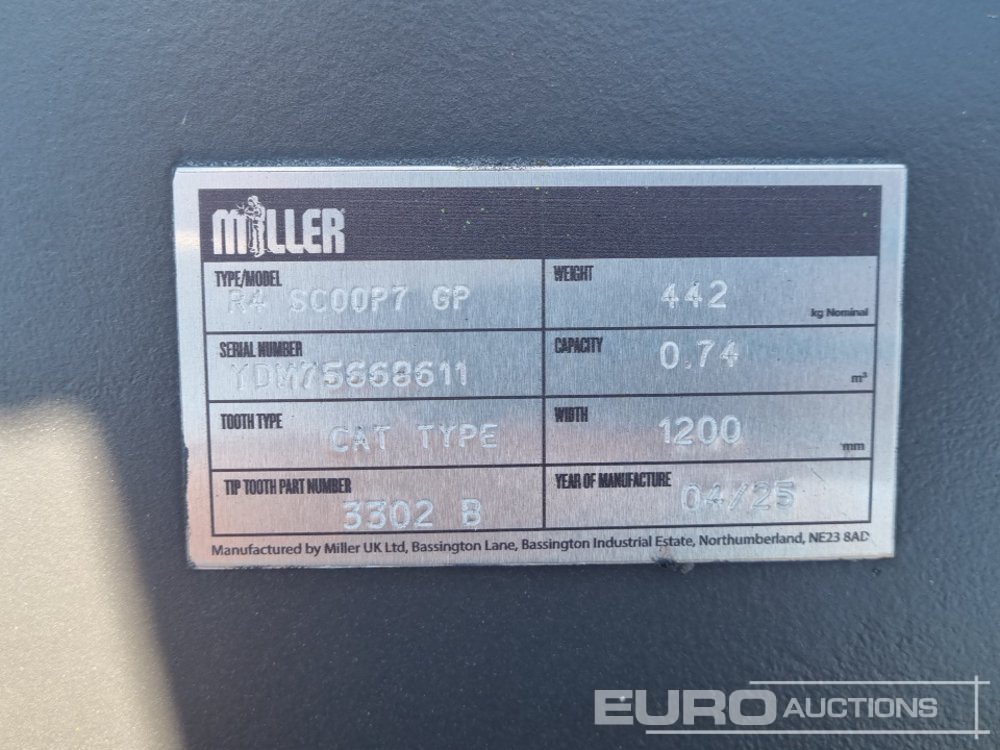 MILLER
TYPE/MODEL
R4 SC00P7 GP
WEIGHT
442
kg Nominal
SERIAL NUMBER
YDM75668611
CAPACITY
0.74
m³
TOOTH TYPE
CAT TYPE
WIDTH
1200
mm
TIP TOOTH PART NUMBER
3302 B
YEAR OF MANUFACTURE
04/25
Manufactured by Miller UK Ltd, Bassington Lane, Bassington Industrial Estate, Northumberland, NE23 8AD
EURO AUCTIONS